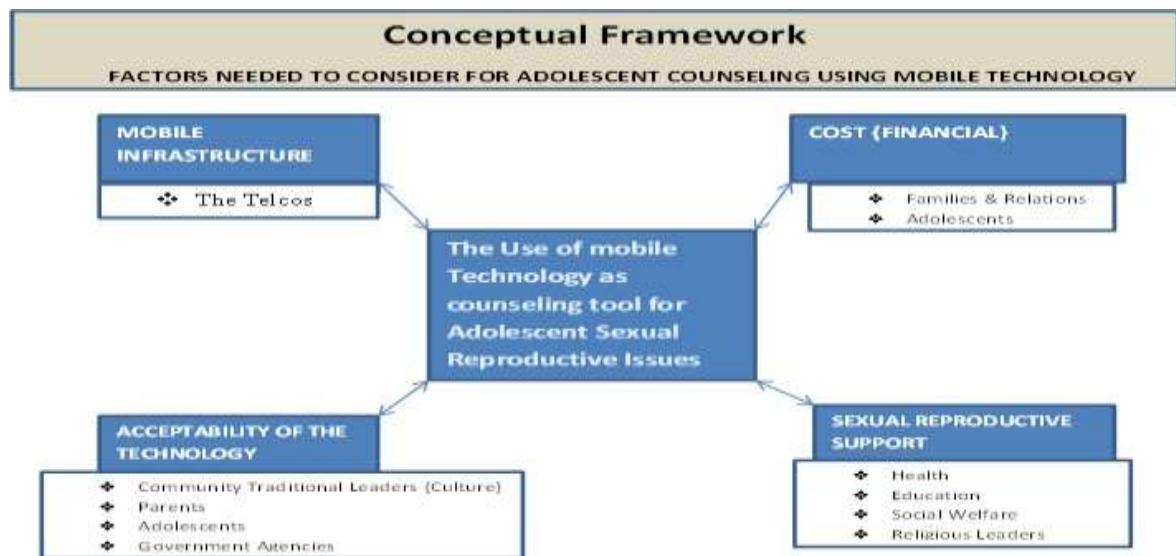 Conceptual Framework
FACTORS NEEDED TO CONSIDER FOR ADOLESCENT COUNSELING USING MOBILE TECHNOLOGY
MOBILE
INFRASTRUCTURE
❖ The Telcos
COST {FINANCIAL}
❖ Families & Relations
❖ Adolescents
The Use of mobile
Technology as
counseling tool for
Adolescent Sexual
Reproductive Issues
ACCEPTABILITY OF THE
TECHNOLOGY
❖ Community Traditional Leaders (Culture)
❖ Parents
❖ Adolescents
❖ Government Agencies
SEXUAL REPRODUCTIVE
SUPPORT
❖ Health
❖ Education
❖ Social Welfare
❖ Religious Leaders